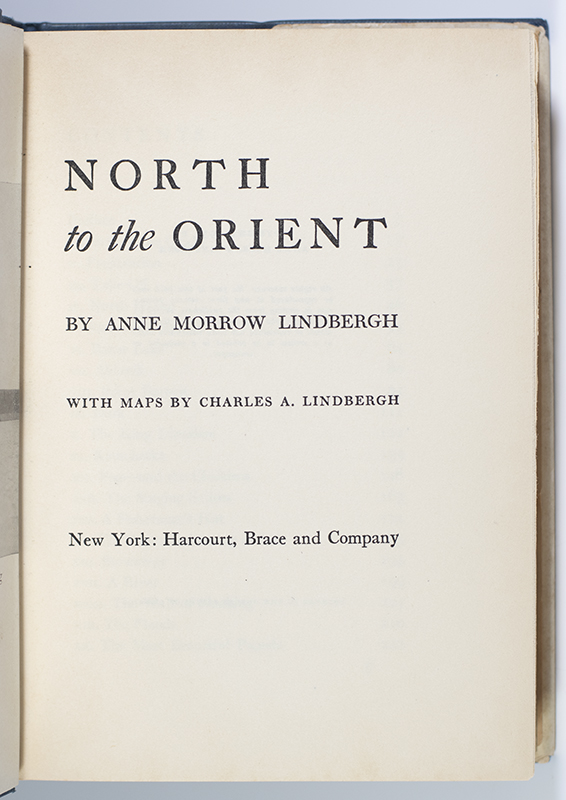 NORTH
to the ORIENT
BY ANNE MORROW LINDBERGH
WITH MAPS BY CHARLES A. LINDBERGH
New York: Harcourt, Brace and Company